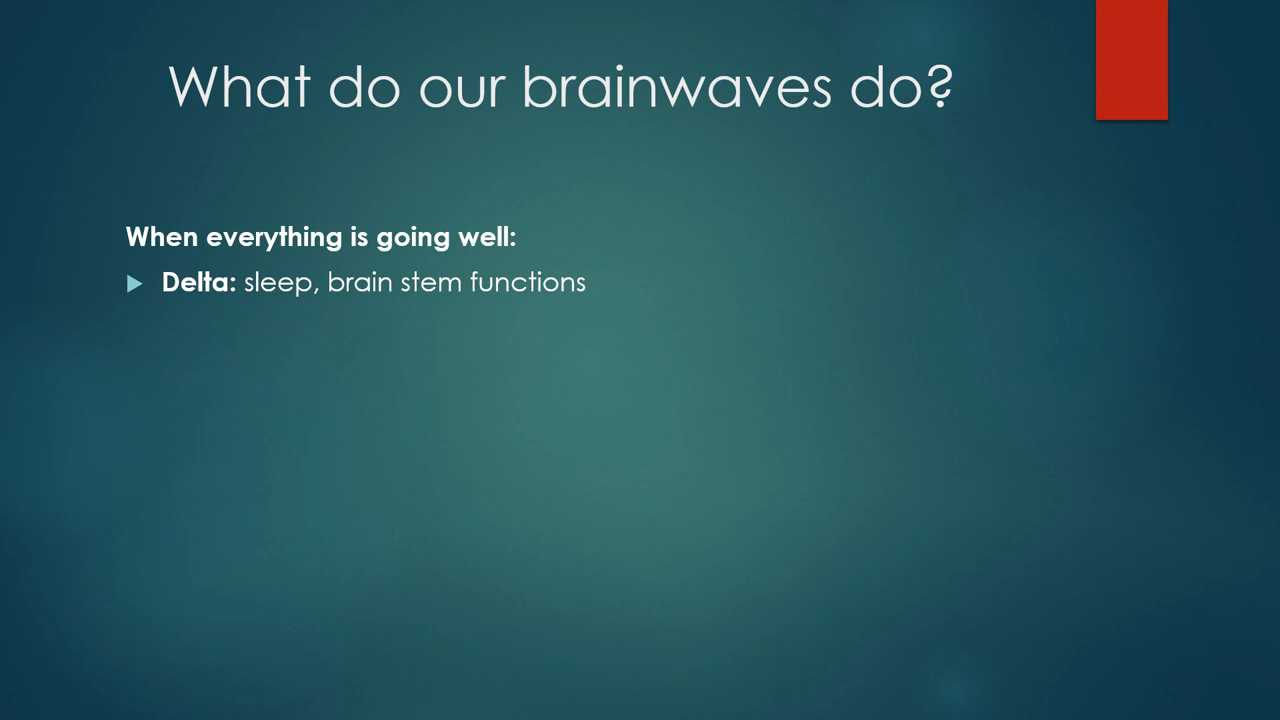 What do our brainwaves do?
When everything is going well:
Delta: sleep, brain stem functions